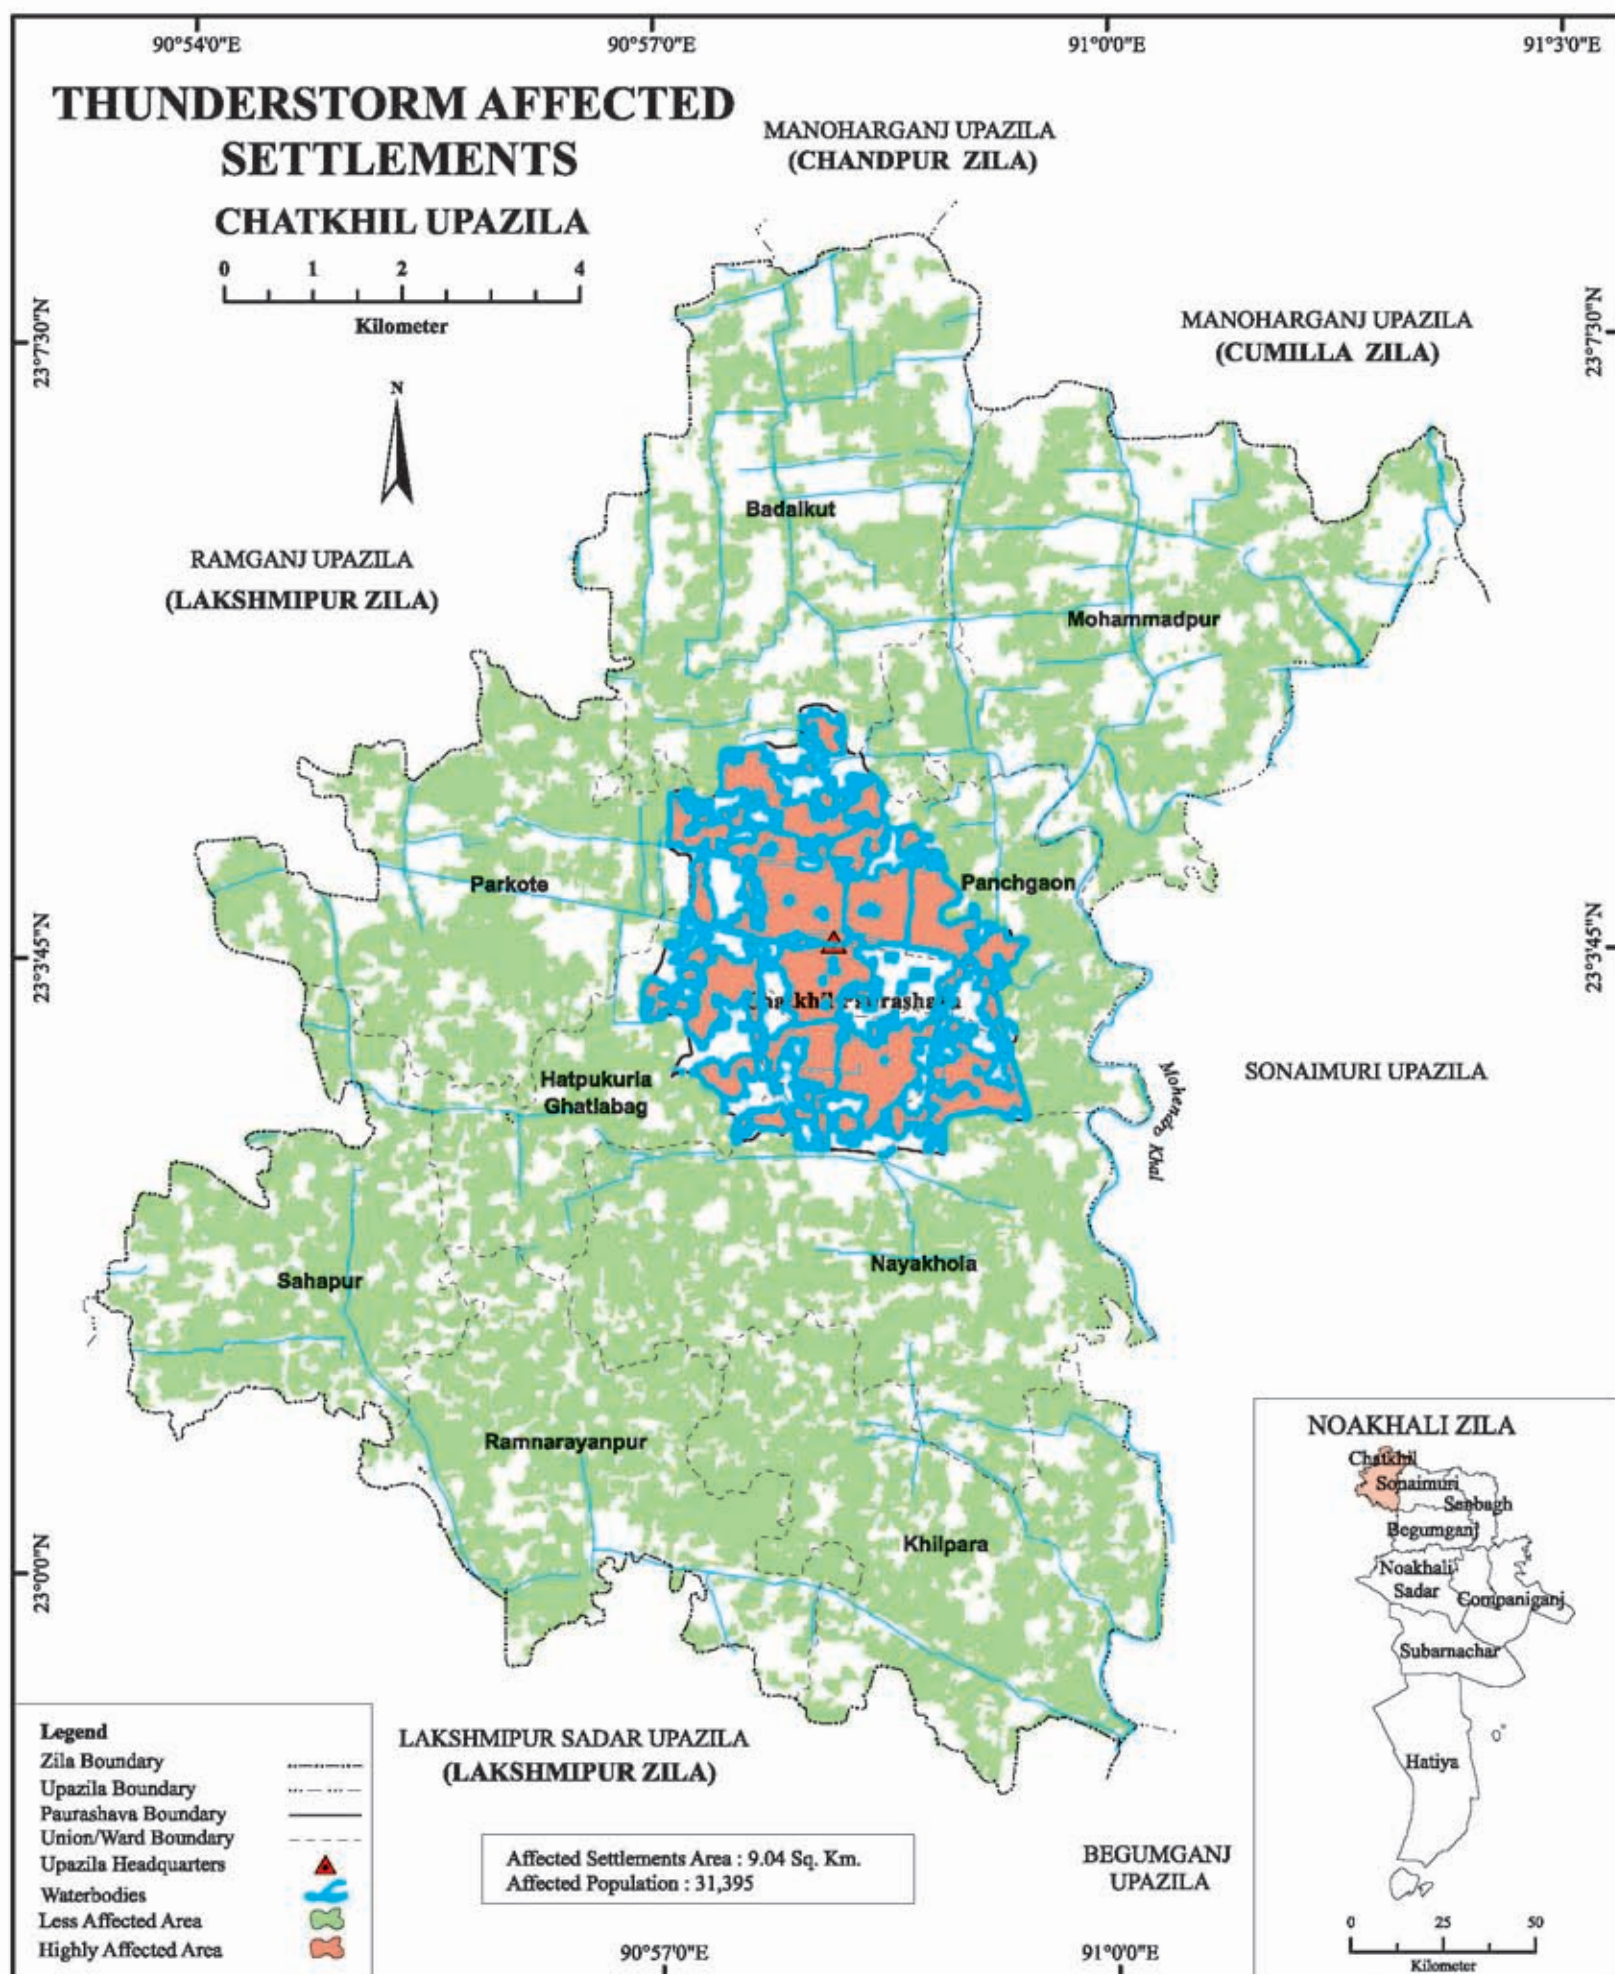 90°54'0"E
90°57'0"E
91°0'0"E
91°3'0"E
THUNDERSTORM AFFECTED
SETTLEMENTS
CHATKHIL UPAZILA
0 1 2 4
Kilometer
N
MANOHARGANJ UPAZILA
(CHANDPUR ZILA)
MANOHARGANJ UPAZILA
(CUMILLA ZILA)
23°7'30"N
23°7'30"N
RAMGANJ UPAZILA
(LAKSHMIPUR ZILA)
Badalkut
Mohammadpur
Parkote
Panchgaon
23°3'45"N
23°3'45"N
Hatpukuria
Ghatlabag
SONAIMURI UPAZILA
Mohendro Khal
Sahapur
Nayakhola
Ramnarayanpur
Khilpara
23°0'0"N
NOAKHALI ZILA
Chatkhil
Sonaimuri
Senbagh
Begumganj
Noakhali
Sadar
Companiganj
Subarnachar
Hatiya
0 25 50
Kilometer
LAKSHMIPUR SADAR UPAZILA
(LAKSHMIPUR ZILA)
BEGUMGANJ
UPAZILA
Legend
Zila Boundary
Upazila Boundary
Paurashava Boundary
Union/Ward Boundary
Upazila Headquarters
Waterbodies
Less Affected Area
Highly Affected Area
Affected Settlements Area : 9.04 Sq. Km.
Affected Population : 31,395
90°57'0"E
91°0'0"E